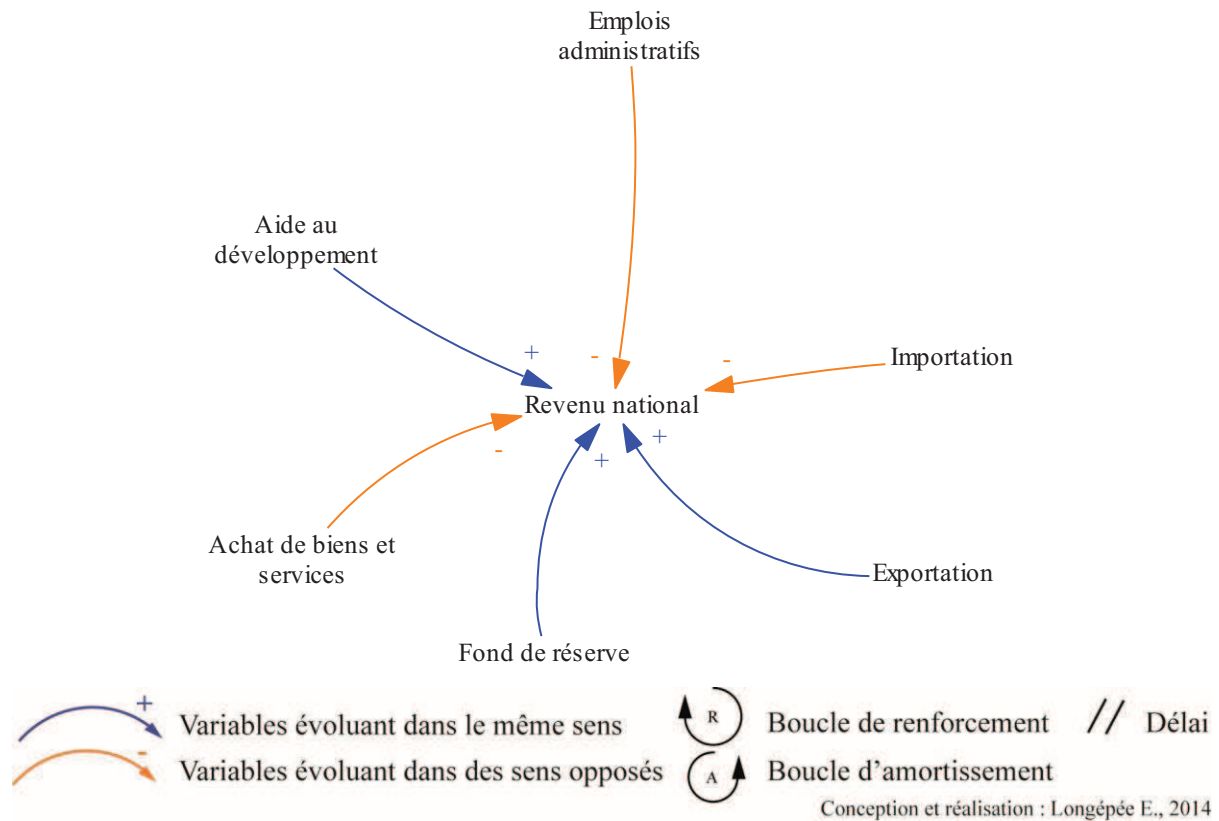 Emplois
administratifs
Aide au
développement
+
-
-
Importation
Revenu national
-
+
+
Achat de biens et
services
Exportation
Fond de réserve
+
Variables évoluant dans le même sens
R
Boucle de renforcement
// Délai
-
Variables évoluant dans des sens opposés
A
Boucle d'amortissement
Conception et réalisation : Longépée E., 2014